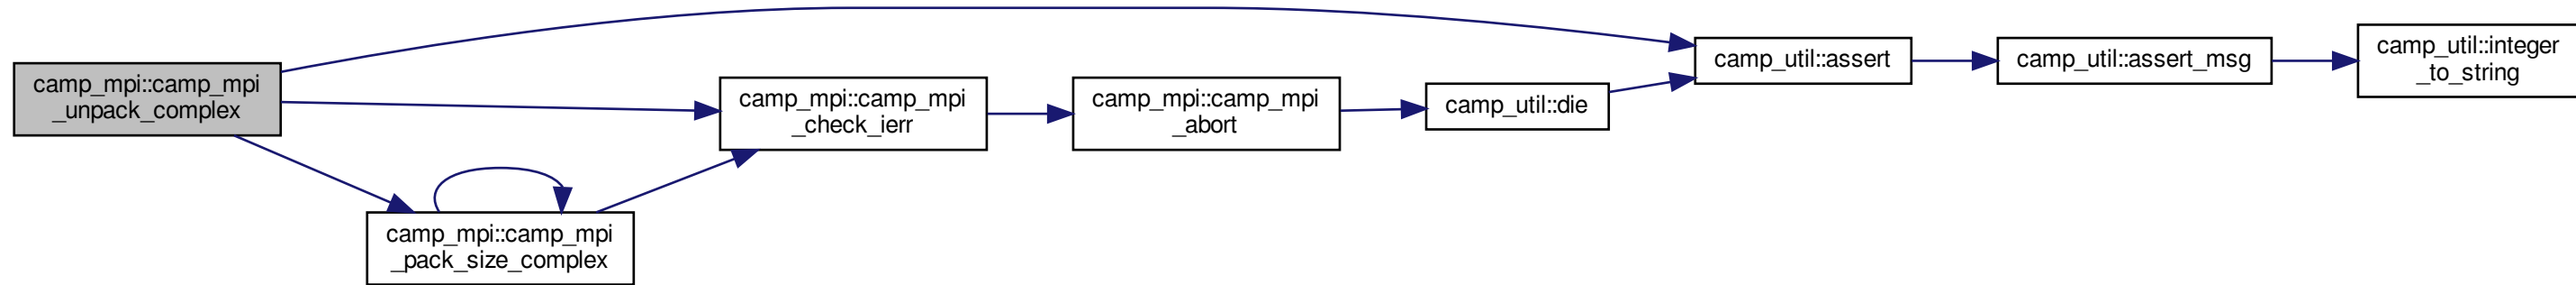 camp_mpi::camp_mpi
_unpack_complex
camp_mpi::camp_mpi
_check_ierr
camp_mpi::camp_mpi
_pack_size_complex
camp_mpi::camp_mpi
_abort
camp_util::die
camp_util::assert
camp_util::assert_msg
camp_util::integer
_to_string